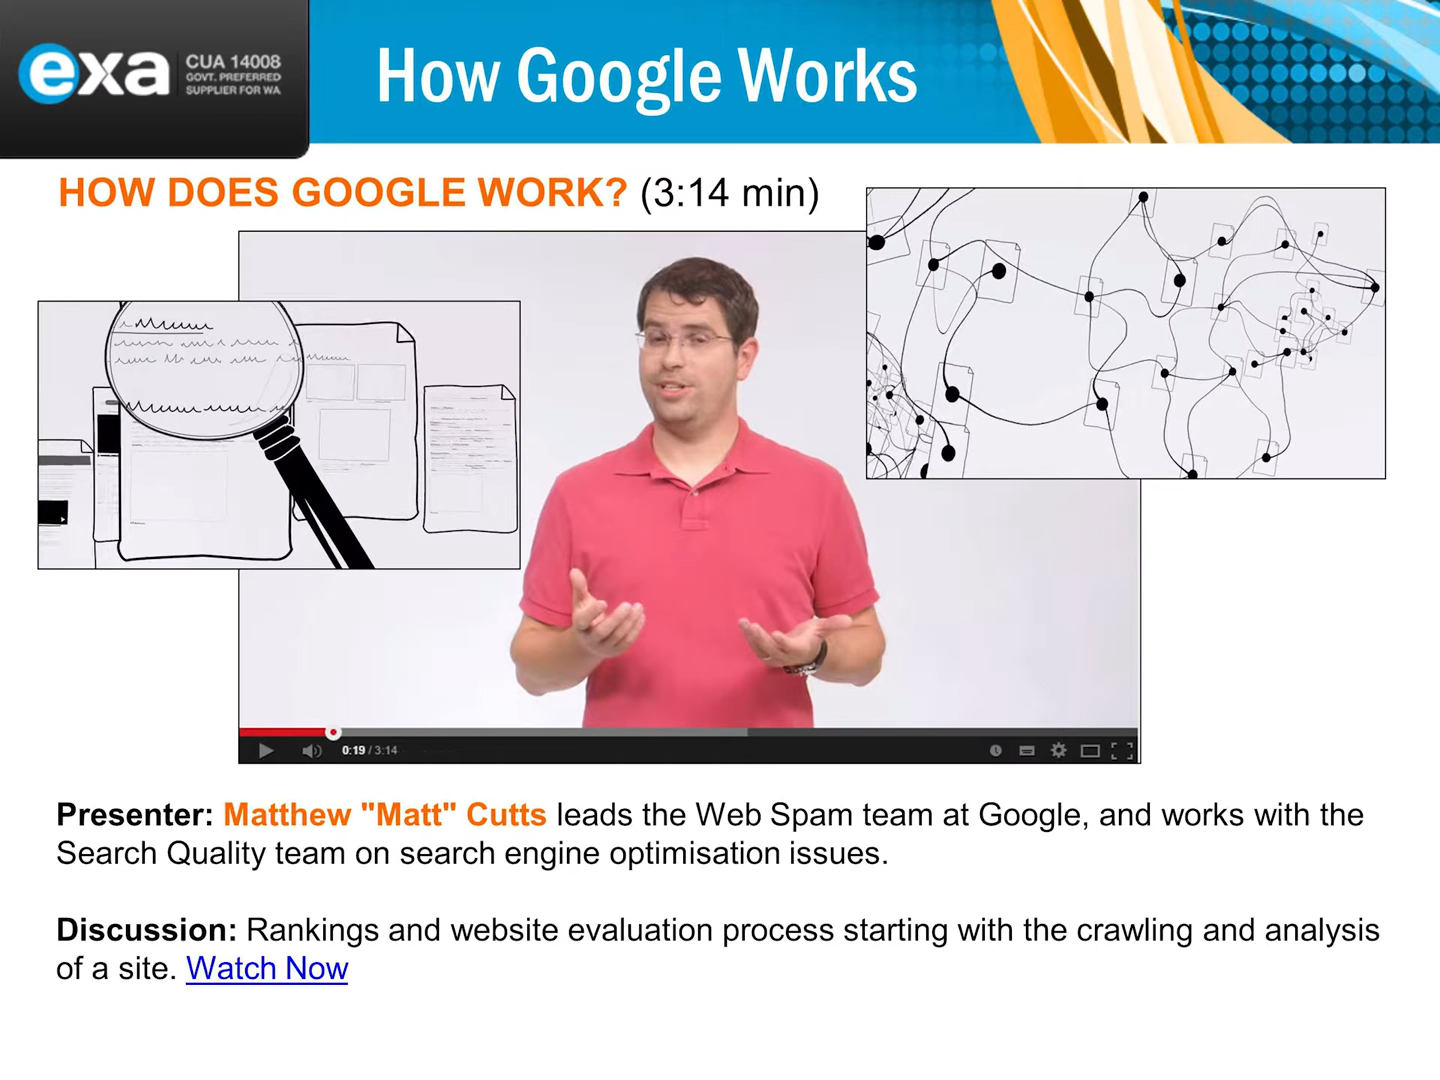 exa
CUA 14008
GOVT. PREFERRED
SUPPLIER FOR WA
How Google Works
HOW DOES GOOGLE WORK? (3:14 min)
0:19 / 3:14
Presenter: Matthew "Matt" Cutts leads the Web Spam team at Google, and works with the
Search Quality team on search engine optimisation issues.
Discussion: Rankings and website evaluation process starting with the crawling and analysis
of a site. Watch Now